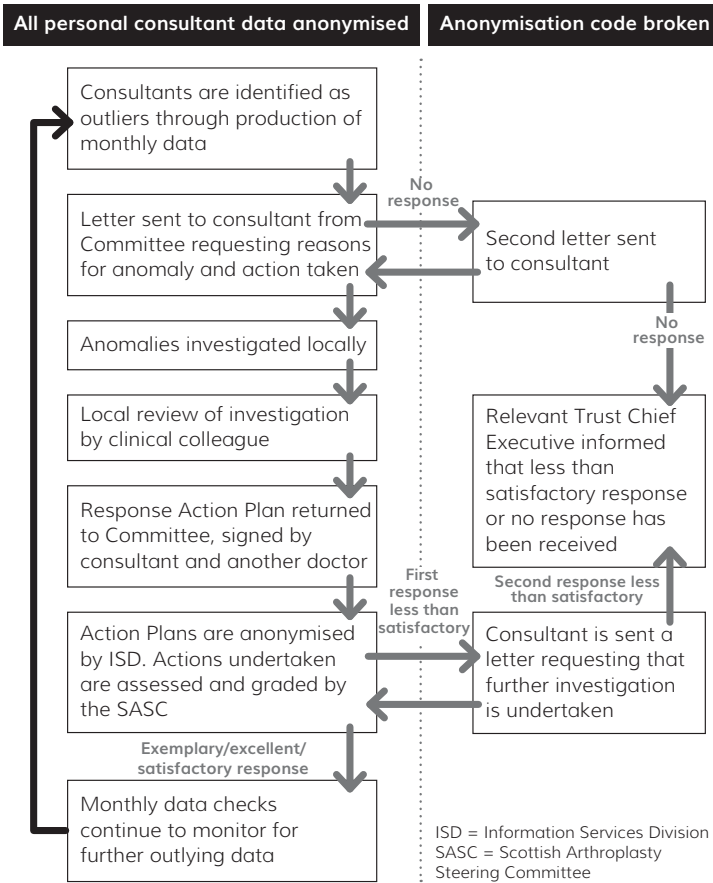 All personal consultant data anonymised
Anonymisation code broken
Consultants are identified as
outliers through production of
monthly data
No
response
Letter sent to consultant from
Committee requesting reasons
for anomaly and action taken
Second letter sent
to consultant
No
response
Anomalies investigated locally
Local review of investigation
by clinical colleague
Relevant Trust Chief
Executive informed
that less than
satisfactory response
or no response has
been received
Response Action Plan returned
to Committee, signed by
consultant and another doctor
First
response
less than
satisfactory
Second response less
than satisfactory
Action Plans are anonymised
by ISD. Actions undertaken
are assessed and graded by
the SASC
Consultant is sent a
letter requesting that
further investigation
is undertaken
Exemplary/excellent/
satisfactory response
Monthly data checks
continue to monitor for
further outlying data
ISD = Information Services Division
SASC = Scottish Arthroplasty
Steering Committee